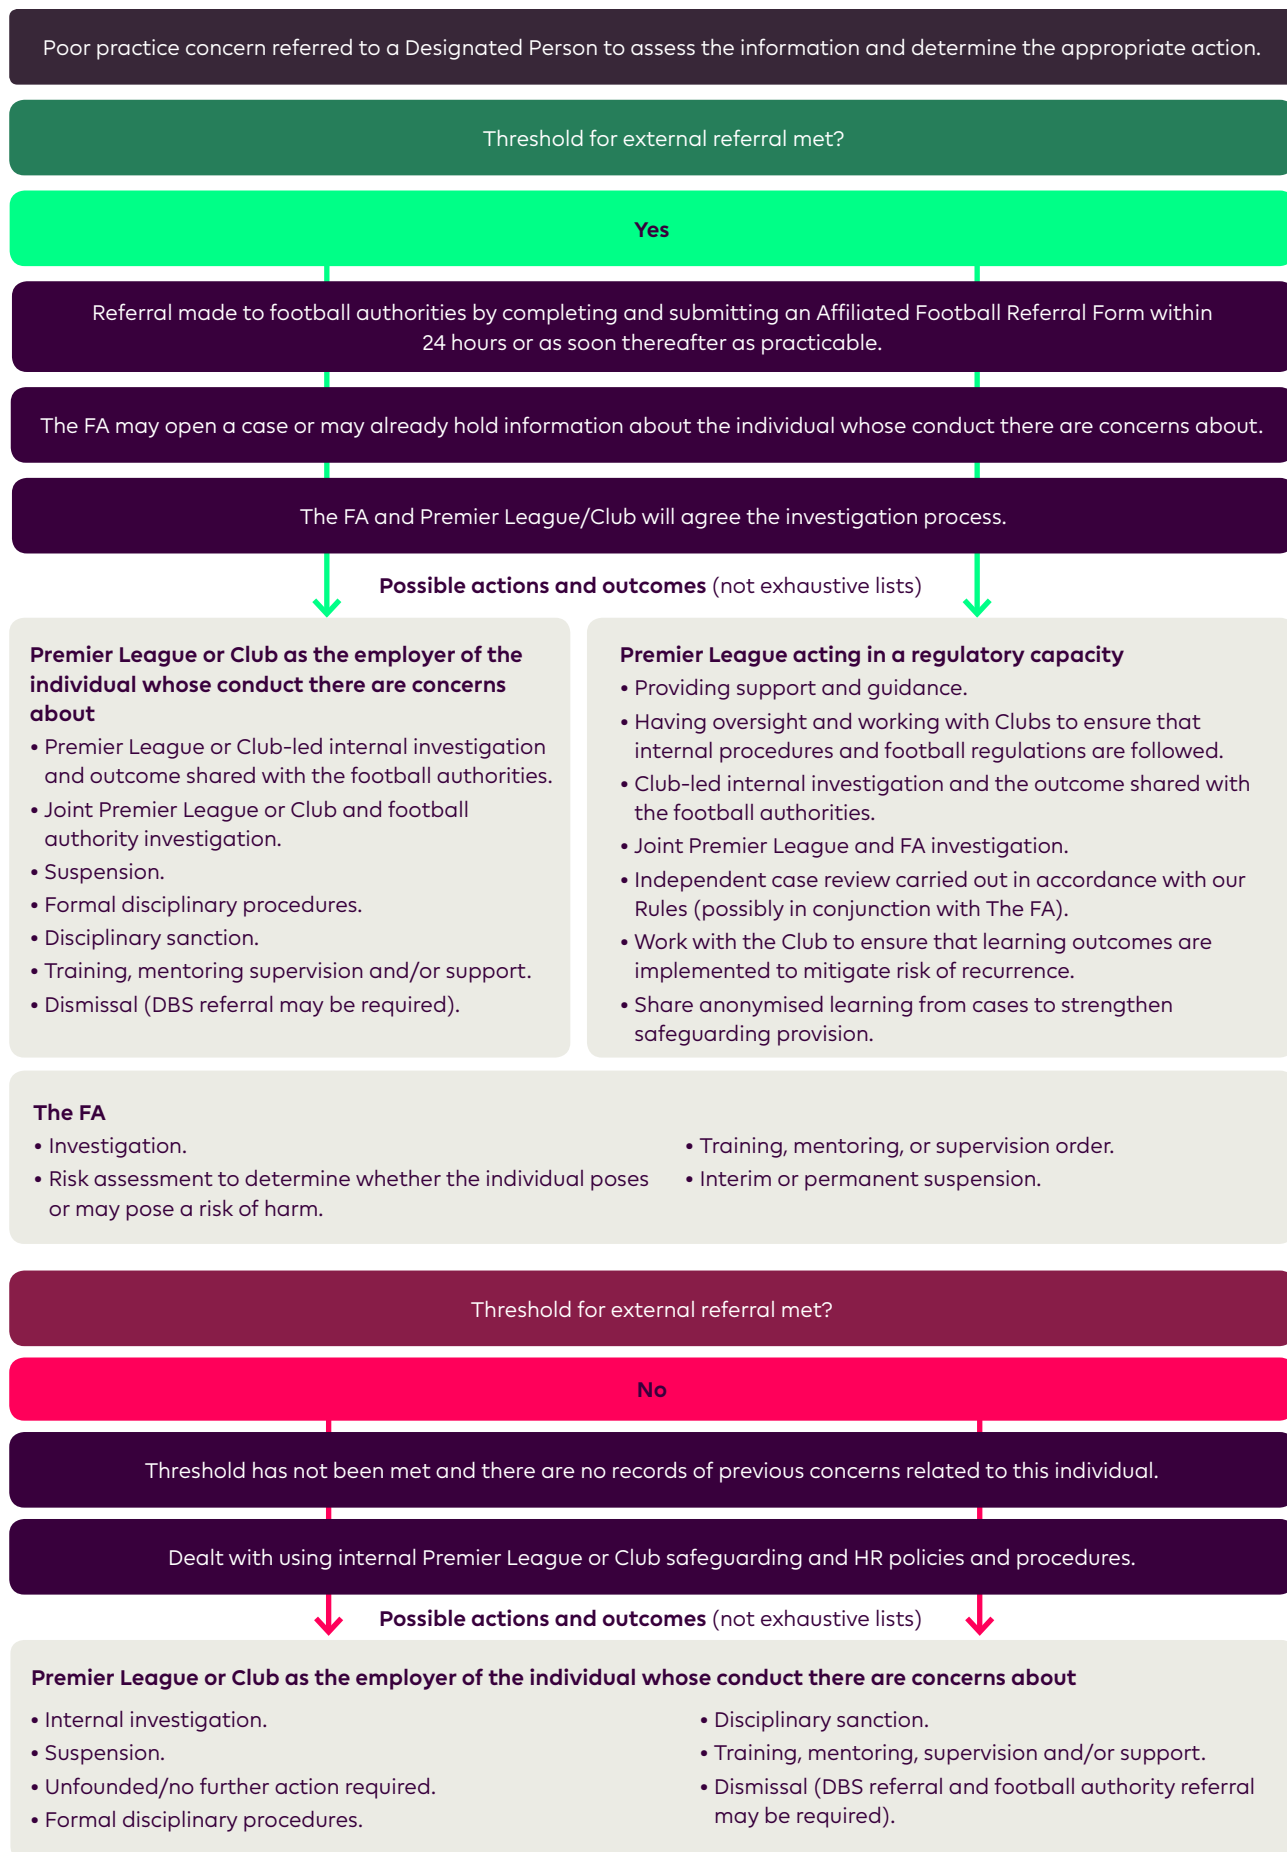 Poor practice concern referred to a Designated Person to assess the information and determine the appropriate action.
Threshold for external referral met?
Yes
Referral made to football authorities by completing and submitting an Affiliated Football Referral Form within
24 hours or as soon thereafter as practicable.
The FA may open a case or may already hold information about the individual whose conduct there are concerns about.
The FA and Premier League/Club will agree the investigation process.
Possible actions and outcomes (not exhaustive lists)
Premier League or Club as the employer of the
individual whose conduct there are concerns
about
• Premier League or Club-led internal investigation
and outcome shared with the football authorities.
• Joint Premier League or Club and football
authority investigation.
• Suspension.
• Formal disciplinary procedures.
• Disciplinary sanction.
• Training, mentoring supervision and/or support.
• Dismissal (DBS referral may be required).
Premier League acting in a regulatory capacity
• Providing support and guidance.
• Having oversight and working with Clubs to ensure that
internal procedures and football regulations are followed.
• Club-led internal investigation and the outcome shared with
the football authorities.
• Joint Premier League and FA investigation.
• Independent case review carried out in accordance with our
Rules (possibly in conjunction with The FA).
• Work with the Club to ensure that learning outcomes are
implemented to mitigate risk of recurrence.
• Share anonymised learning from cases to strengthen
safeguarding provision.
The FA
• Investigation.
• Risk assessment to determine whether the individual poses
or may pose a risk of harm.
• Training, mentoring, or supervision order.
• Interim or permanent suspension.
Threshold for external referral met?
No
Threshold has not been met and there are no records of previous concerns related to this individual.
Dealt with using internal Premier League or Club safeguarding and HR policies and procedures.
Possible actions and outcomes (not exhaustive lists)
Premier League or Club as the employer of the individual whose conduct there are concerns about
• Internal investigation.
• Suspension.
• Unfounded/no further action required.
• Formal disciplinary procedures.
• Disciplinary sanction.
• Training, mentoring, supervision and/or support.
• Dismissal (DBS referral and football authority referral
may be required).